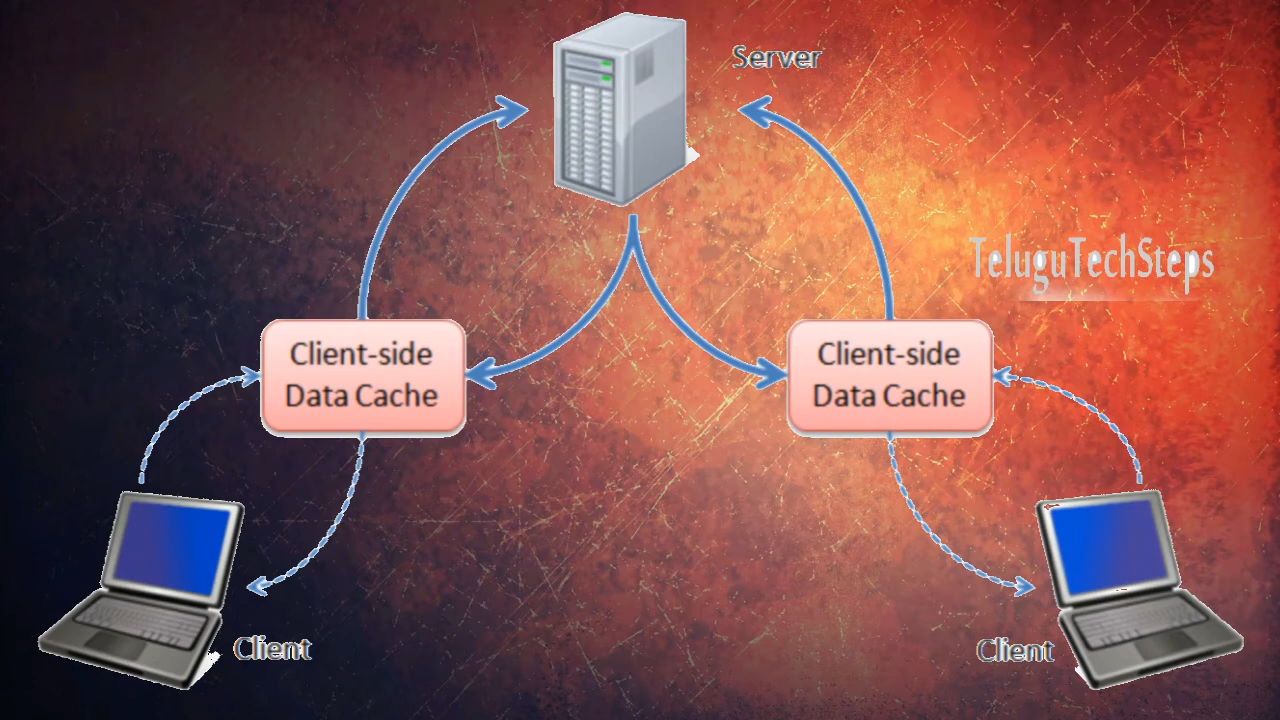 Server
TeluguTechSteps
Client-side
Data Cache
Client-side
Data Cache
Client
Client